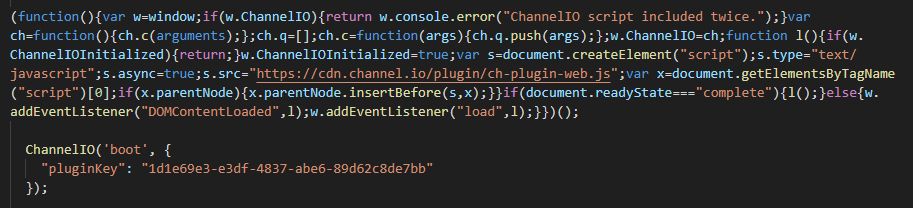 (function(){var w=window;if(w.ChannelIO){return w.console.error("ChannelIO script included twice.");}var
ch=function(){ch.c(arguments);};ch.q=[];ch.c=function(args){ch.q.push(args);};w.ChannelIO=ch;function l(){if(w.
ChannelIOInitialized){return;}w.ChannelIOInitialized=true;var s=document.createElement("script");s.type="text/
javascript";s.async=true;s.src="https://cdn.channel.io/plugin/ch-plugin-web.js";var x=document.getElementsByTagName
("script")[0];if(x.parentNode){x.parentNode.insertBefore(s,x);}}if(document.readyState==="complete"){l();}else{w.
addEventListener("DOMContentLoaded",l);w.addEventListener("load",l);}})();
ChannelIO('boot', {
"pluginKey": "1d1e69e3-e3df-4837-abe6-89d62c8de7bb"
});